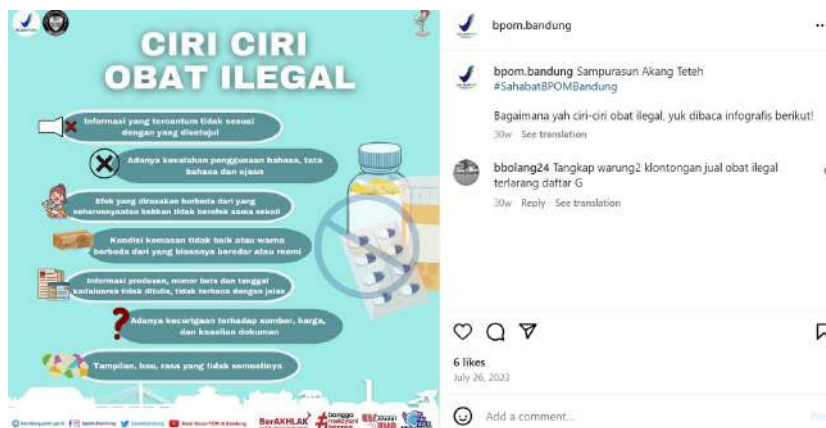 CIRI CIRI
OBAT ILEGAL
Informasi yang tercantum tidak sesuai
dengan yang disetujui
Adanya kesalahan penggunaan bahasa, tata
bahasa dan ejaan
Efek yang dirasakan berbeda dari yang
seharusnyaatau bahkan tidak berefek sama sekali
Kondisi kemasan tidak baik atau warna
berbeda dari yang biasanya beredar atau resmi
Informasi produsen, nomor bets dan tanggal
kadaluarsa tidak ditulis, tidak terbaca dengan jelas
Adanya kecurigaan terhadap sumber, harga,
dan keaslian dokumen
Tampilan, bau, rasa yang tidak semestinya
BerAKHLAK
bangga
melayani
bangsa
bpom.bandung
bpom.bandung Sampurasun Akang Teteh
#SahabatBPOMBandung
Bagaimana yah ciri-ciri obat ilegal, yuk dibaca infografis berikut!
30w See translation
bbolang24 Tangkap warung2 klontongan jual obat ilegal
terlarang daftar G
30w Reply See translation
6 likes
July 26, 2023
Add a comment...